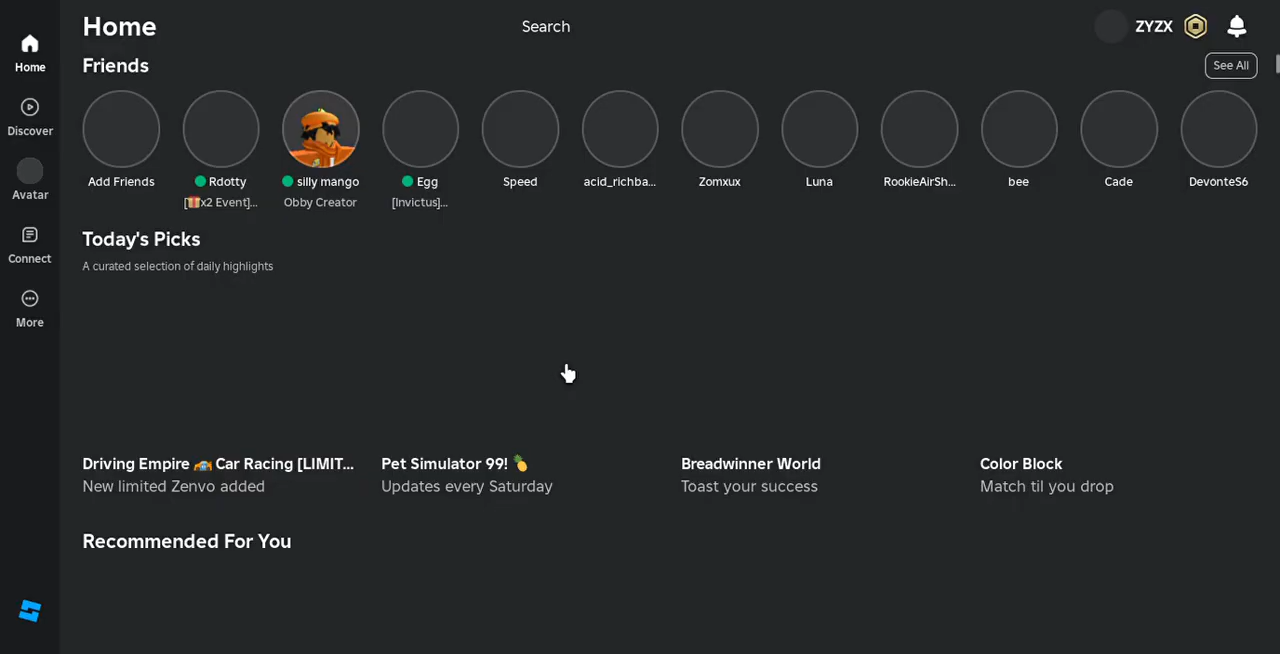 Home
Search
ZYZX
Home
Friends
See All
Discover
Avatar
Connect
More
Add Friends
Rdotty
[🎁x2 Event]...
silly mango
Obby Creator
Egg
[Invictus]...
Speed
acid_richba...
Zomxux
Luna
RookieAirSh...
bee
Cade
DevonteS6
Today's Picks
A curated selection of daily highlights
Driving Empire 🚓 Car Racing [LIMIT...
New limited Zenvo added
Pet Simulator 99! 🍍
Updates every Saturday
Breadwinner World
Toast your success
Color Block
Match til you drop
Recommended For You